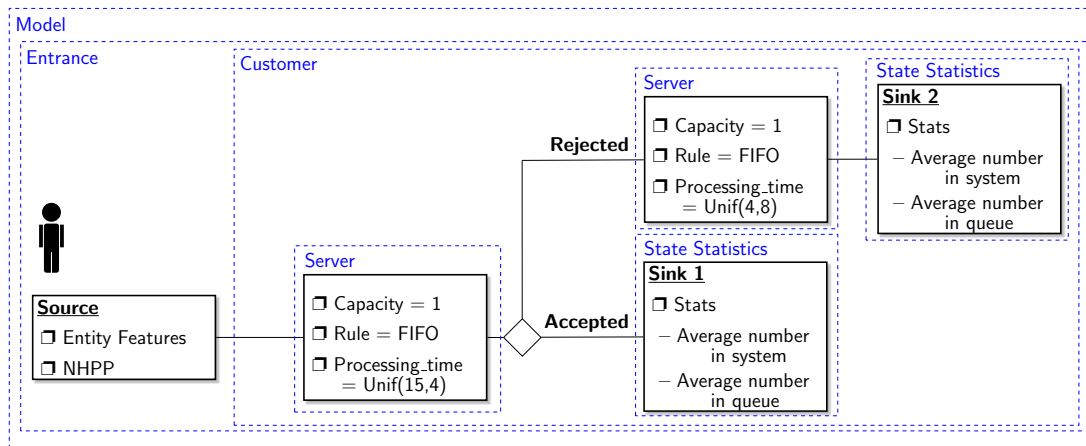 Model
Entrance
Customer
Source
❐ Entity Features
❐ NHPP
Server
❐ Capacity = 1
❐ Rule = FIFO
❐ Processing_time
= Unif(15,4)
Rejected
Accepted
Server
❐ Capacity = 1
❐ Rule = FIFO
❐ Processing_time
= Unif(4,8)
State Statistics
Sink 2
❐ Stats
– Average number
in system
– Average number
in queue
State Statistics
Sink 1
❐ Stats
– Average number
in system
– Average number
in queue